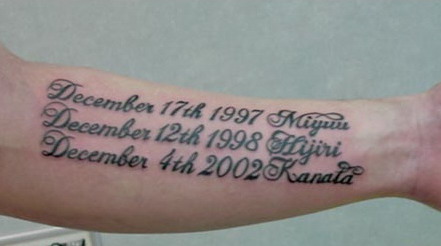 December 17th 1997 Miyuu
December 12th 1998 Hijiri
December 4th 2002 Kanata